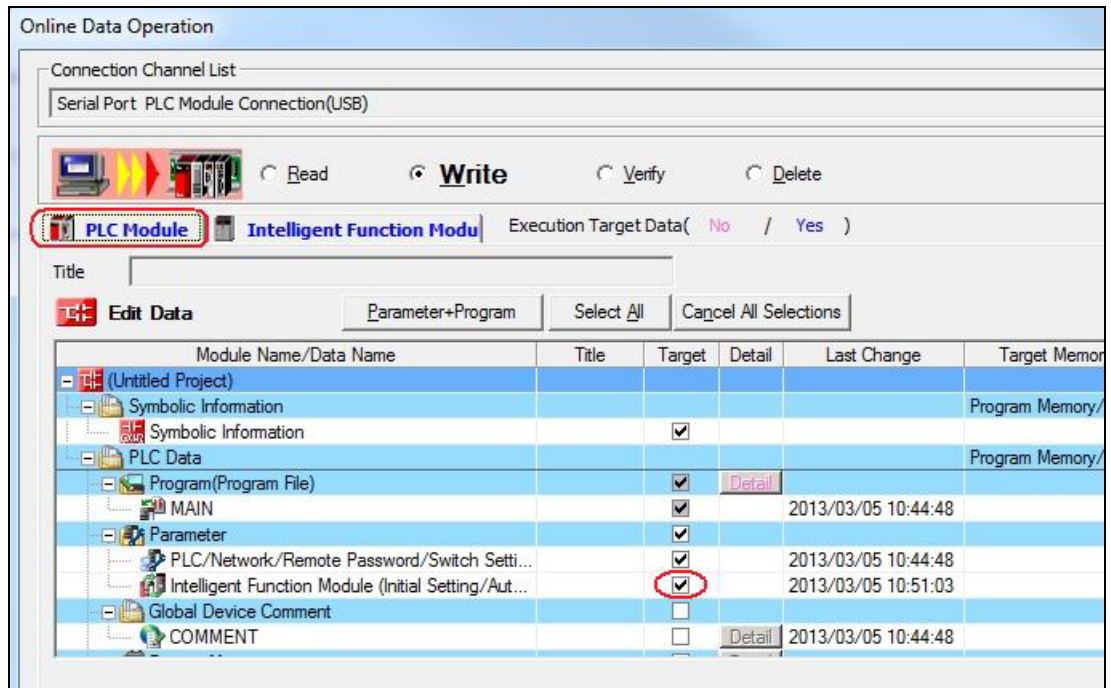 Online Data Operation
Connection Channel List
Serial Port PLC Module Connection(USB)
Read Write Verify Delete
PLC Module Intelligent Function Modu Execution Target Data( No / Yes )
Title
Edit Data Parameter+Program Select All Cancel All Selections
Module Name/Data Name Title Target Detail Last Change Target Memor
(Untitled Project)
Symbolic Information Program Memory/
Symbolic Information
PLC Data Program Memory/
Program(Program File) Detail
MAIN 2013/03/05 10:44:48
Parameter
PLC/Network/Remote Password/Switch Setti... 2013/03/05 10:44:48
Intelligent Function Module (Initial Setting/Aut... 2013/03/05 10:51:03
Global Device Comment
COMMENT Detail 2013/03/05 10:44:48